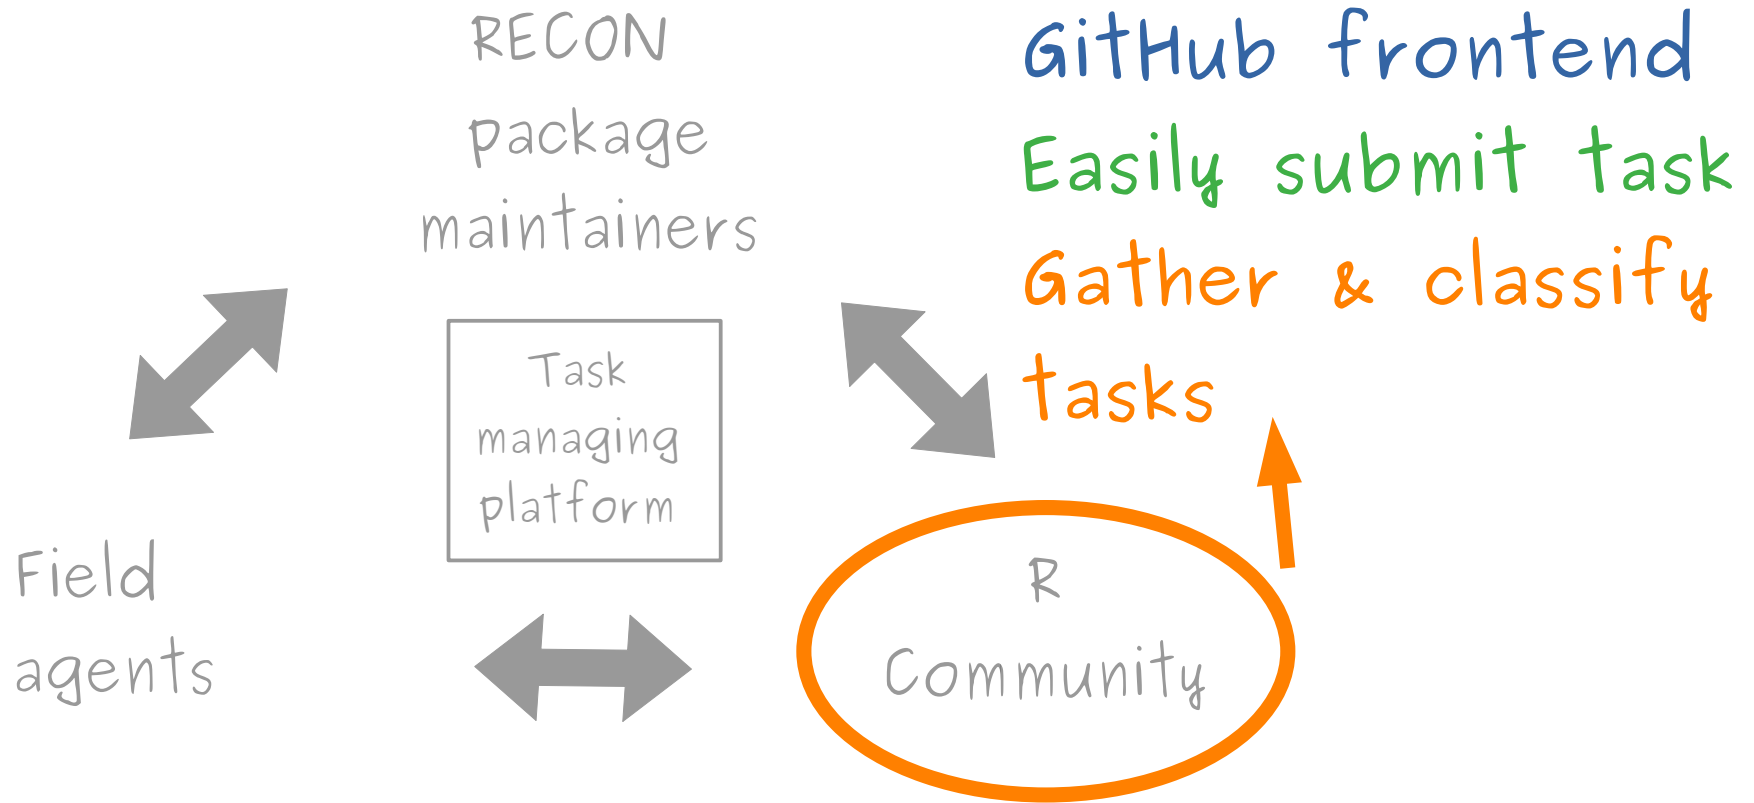 RECON
package
maintainers
GitHub frontend
Easily submit task
Gather & classify
tasks
Task
managing
platform
Field
agents
R
Community